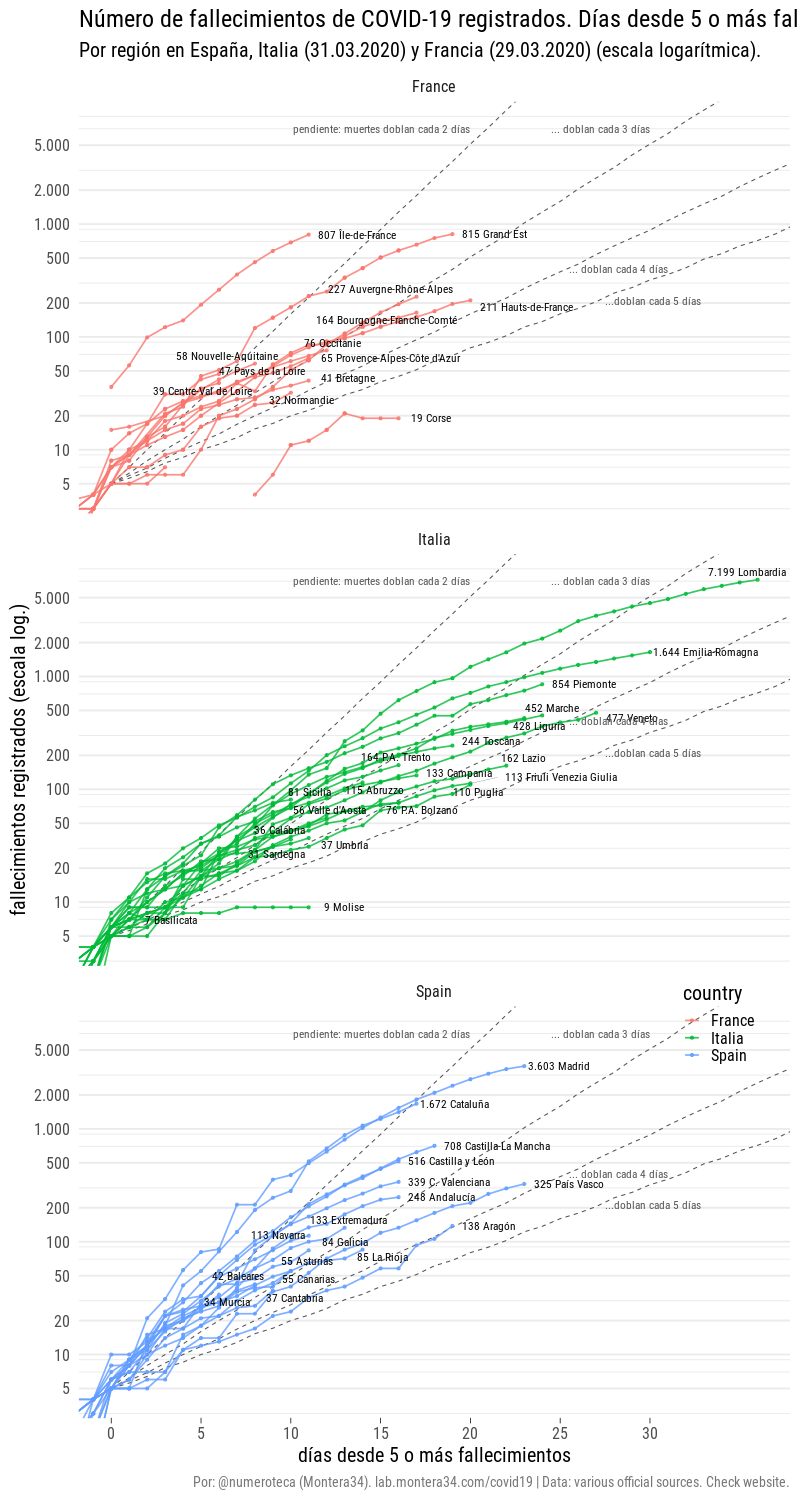 Número de fallecimientos de COVID-19 registrados. Días desde 5 o más fal
Por región en España, Italia (31.03.2020) y Francia (29.03.2020) (escala logarítmica).
fallecimientos registrados (escala log.)
France
pendiente: muertes doblan cada 2 días
... doblan cada 3 días
5.000
2.000
1.000
807 Île-de-France
815 Grand Est
500
... doblan cada 4 días
227 Auvergne-Rhône-Alpes
200
...doblan cada 5 días
211 Hauts-de-France
164 Bourgogne-Franche-Comté
100
76 Occitanie
58 Nouvelle-Aquitaine
65 Provence-Alpes-Côte d'Azur
50
47 Pays de la Loire
41 Bretagne
39 Centre-Val de Loire
32 Normandie
20
19 Corse
10
5
Italia
pendiente: muertes doblan cada 2 días
... doblan cada 3 días
7.199 Lombardia
5.000
2.000
1.644 Emilia-Romagna
1.000
854 Piemonte
500
452 Marche
477 Veneto
... doblan cada 4 días
428 Liguria
244 Toscana
200
...doblan cada 5 días
164 P.A. Trento
162 Lazio
133 Campania
113 Friuli Venezia Giulia
100
81 Sicilia
115 Abruzzo
110 Puglia
56 Valle d'Aosta
76 P.A. Bolzano
50
36 Calabria
37 Umbria
31 Sardegna
20
10
9 Molise
7 Basilicata
5
Spain
country
France
Italia
Spain
pendiente: muertes doblan cada 2 días
... doblan cada 3 días
5.000
3.603 Madrid
2.000
1.672 Cataluña
1.000
708 Castilla-La Mancha
500
516 Castilla y León
... doblan cada 4 días
339 C. Valenciana
325 País Vasco
200
248 Andalucía
...doblan cada 5 días
133 Extremadura
138 Aragón
113 Navarra
100
84 Galicia
85 La Rioja
55 Asturias
50
42 Baleares
55 Canarias
34 Murcia
37 Cantabria
20
10
5
0 5 10 15 20 25 30
días desde 5 o más fallecimientos
Por: @numeroteca (Montera34). lab.montera34.com/covid19 | Data: various official sources. Check website.